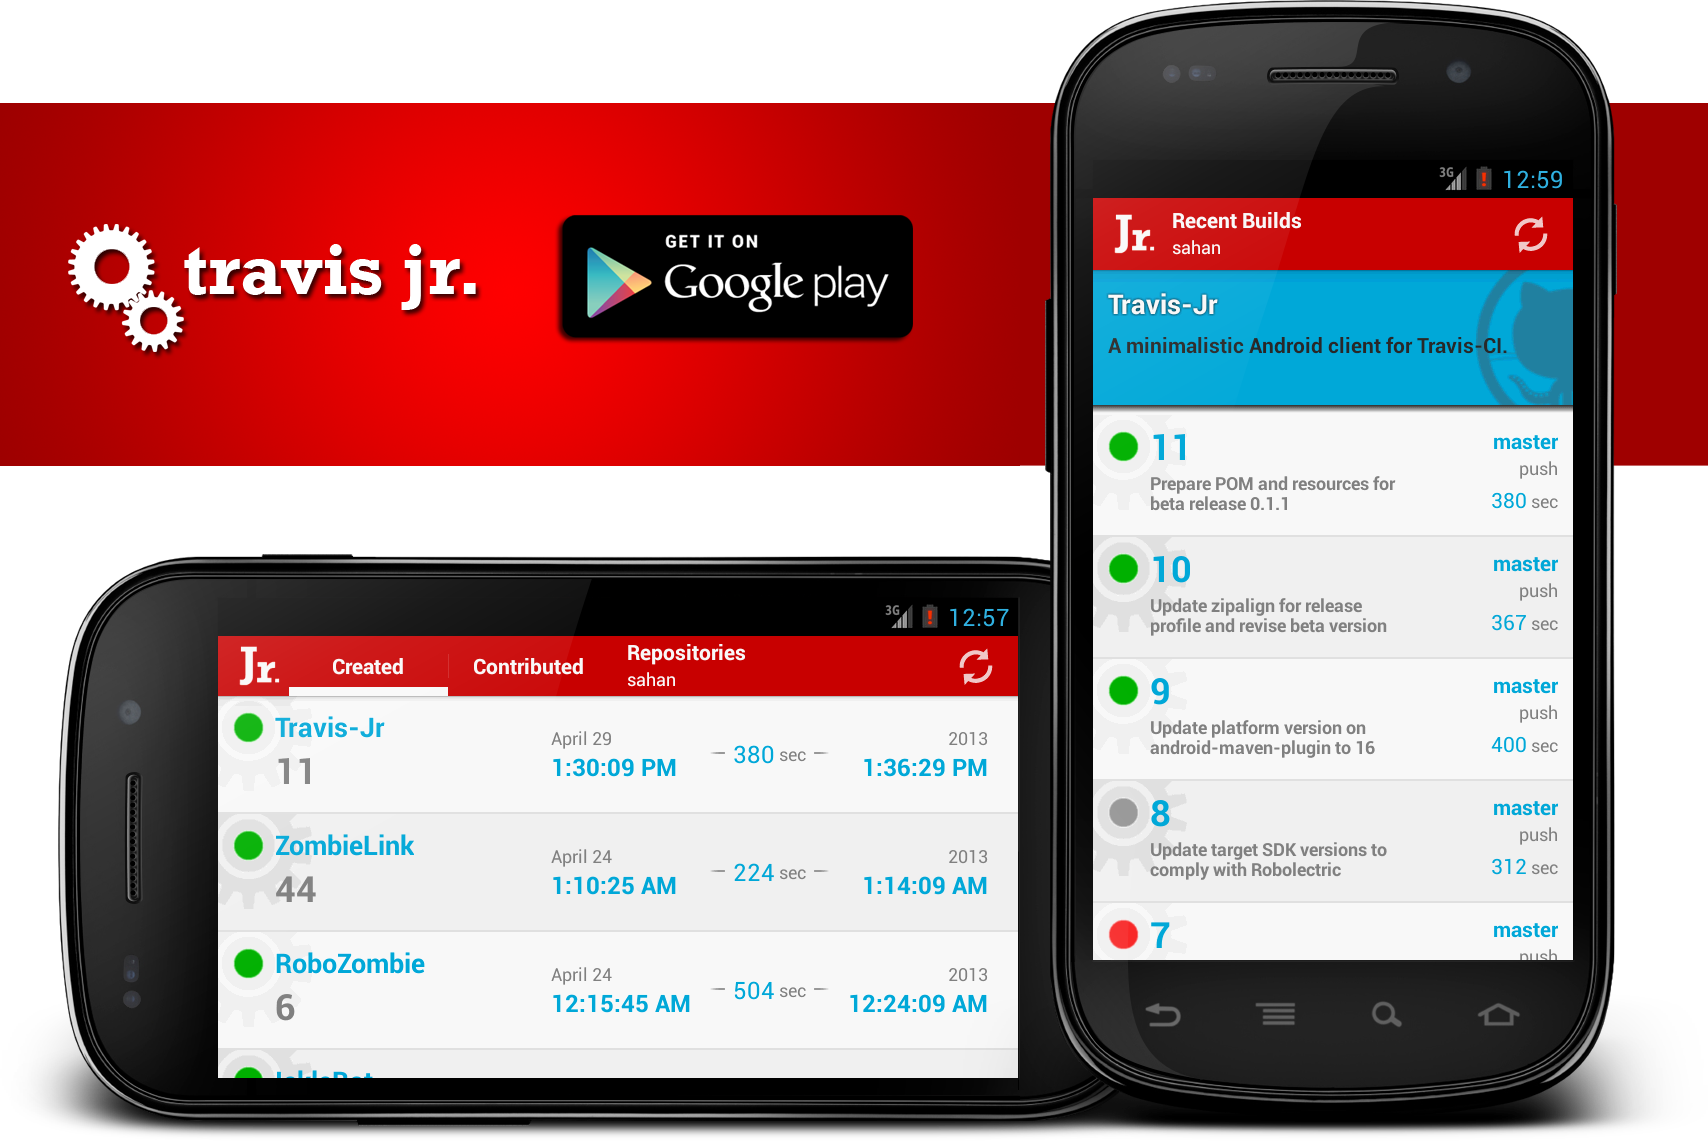 travis jr.
GET IT ON
Google play
3G
12:59
Jr.
Recent Builds
sahan
Travis-Jr
A minimalistic Android client for Travis-CI.
11
master
push
Prepare POM and resources for
beta release 0.1.1
380 sec
10
master
push
Update zipalign for release
profile and revise beta version
367 sec
9
master
push
Update platform version on
android-maven-plugin to 16
400 sec
8
master
push
Update target SDK versions to
comply with Robolectric
312 sec
7
master
push
3G
12:57
Jr.
Created
Contributed
Repositories
sahan
Travis-Jr
11
April 29
1:30:09 PM
380 sec
2013
1:36:29 PM
ZombieLink
44
April 24
1:10:25 AM
224 sec
2013
1:14:09 AM
RoboZombie
6
April 24
12:15:45 AM
504 sec
2013
12:24:09 AM